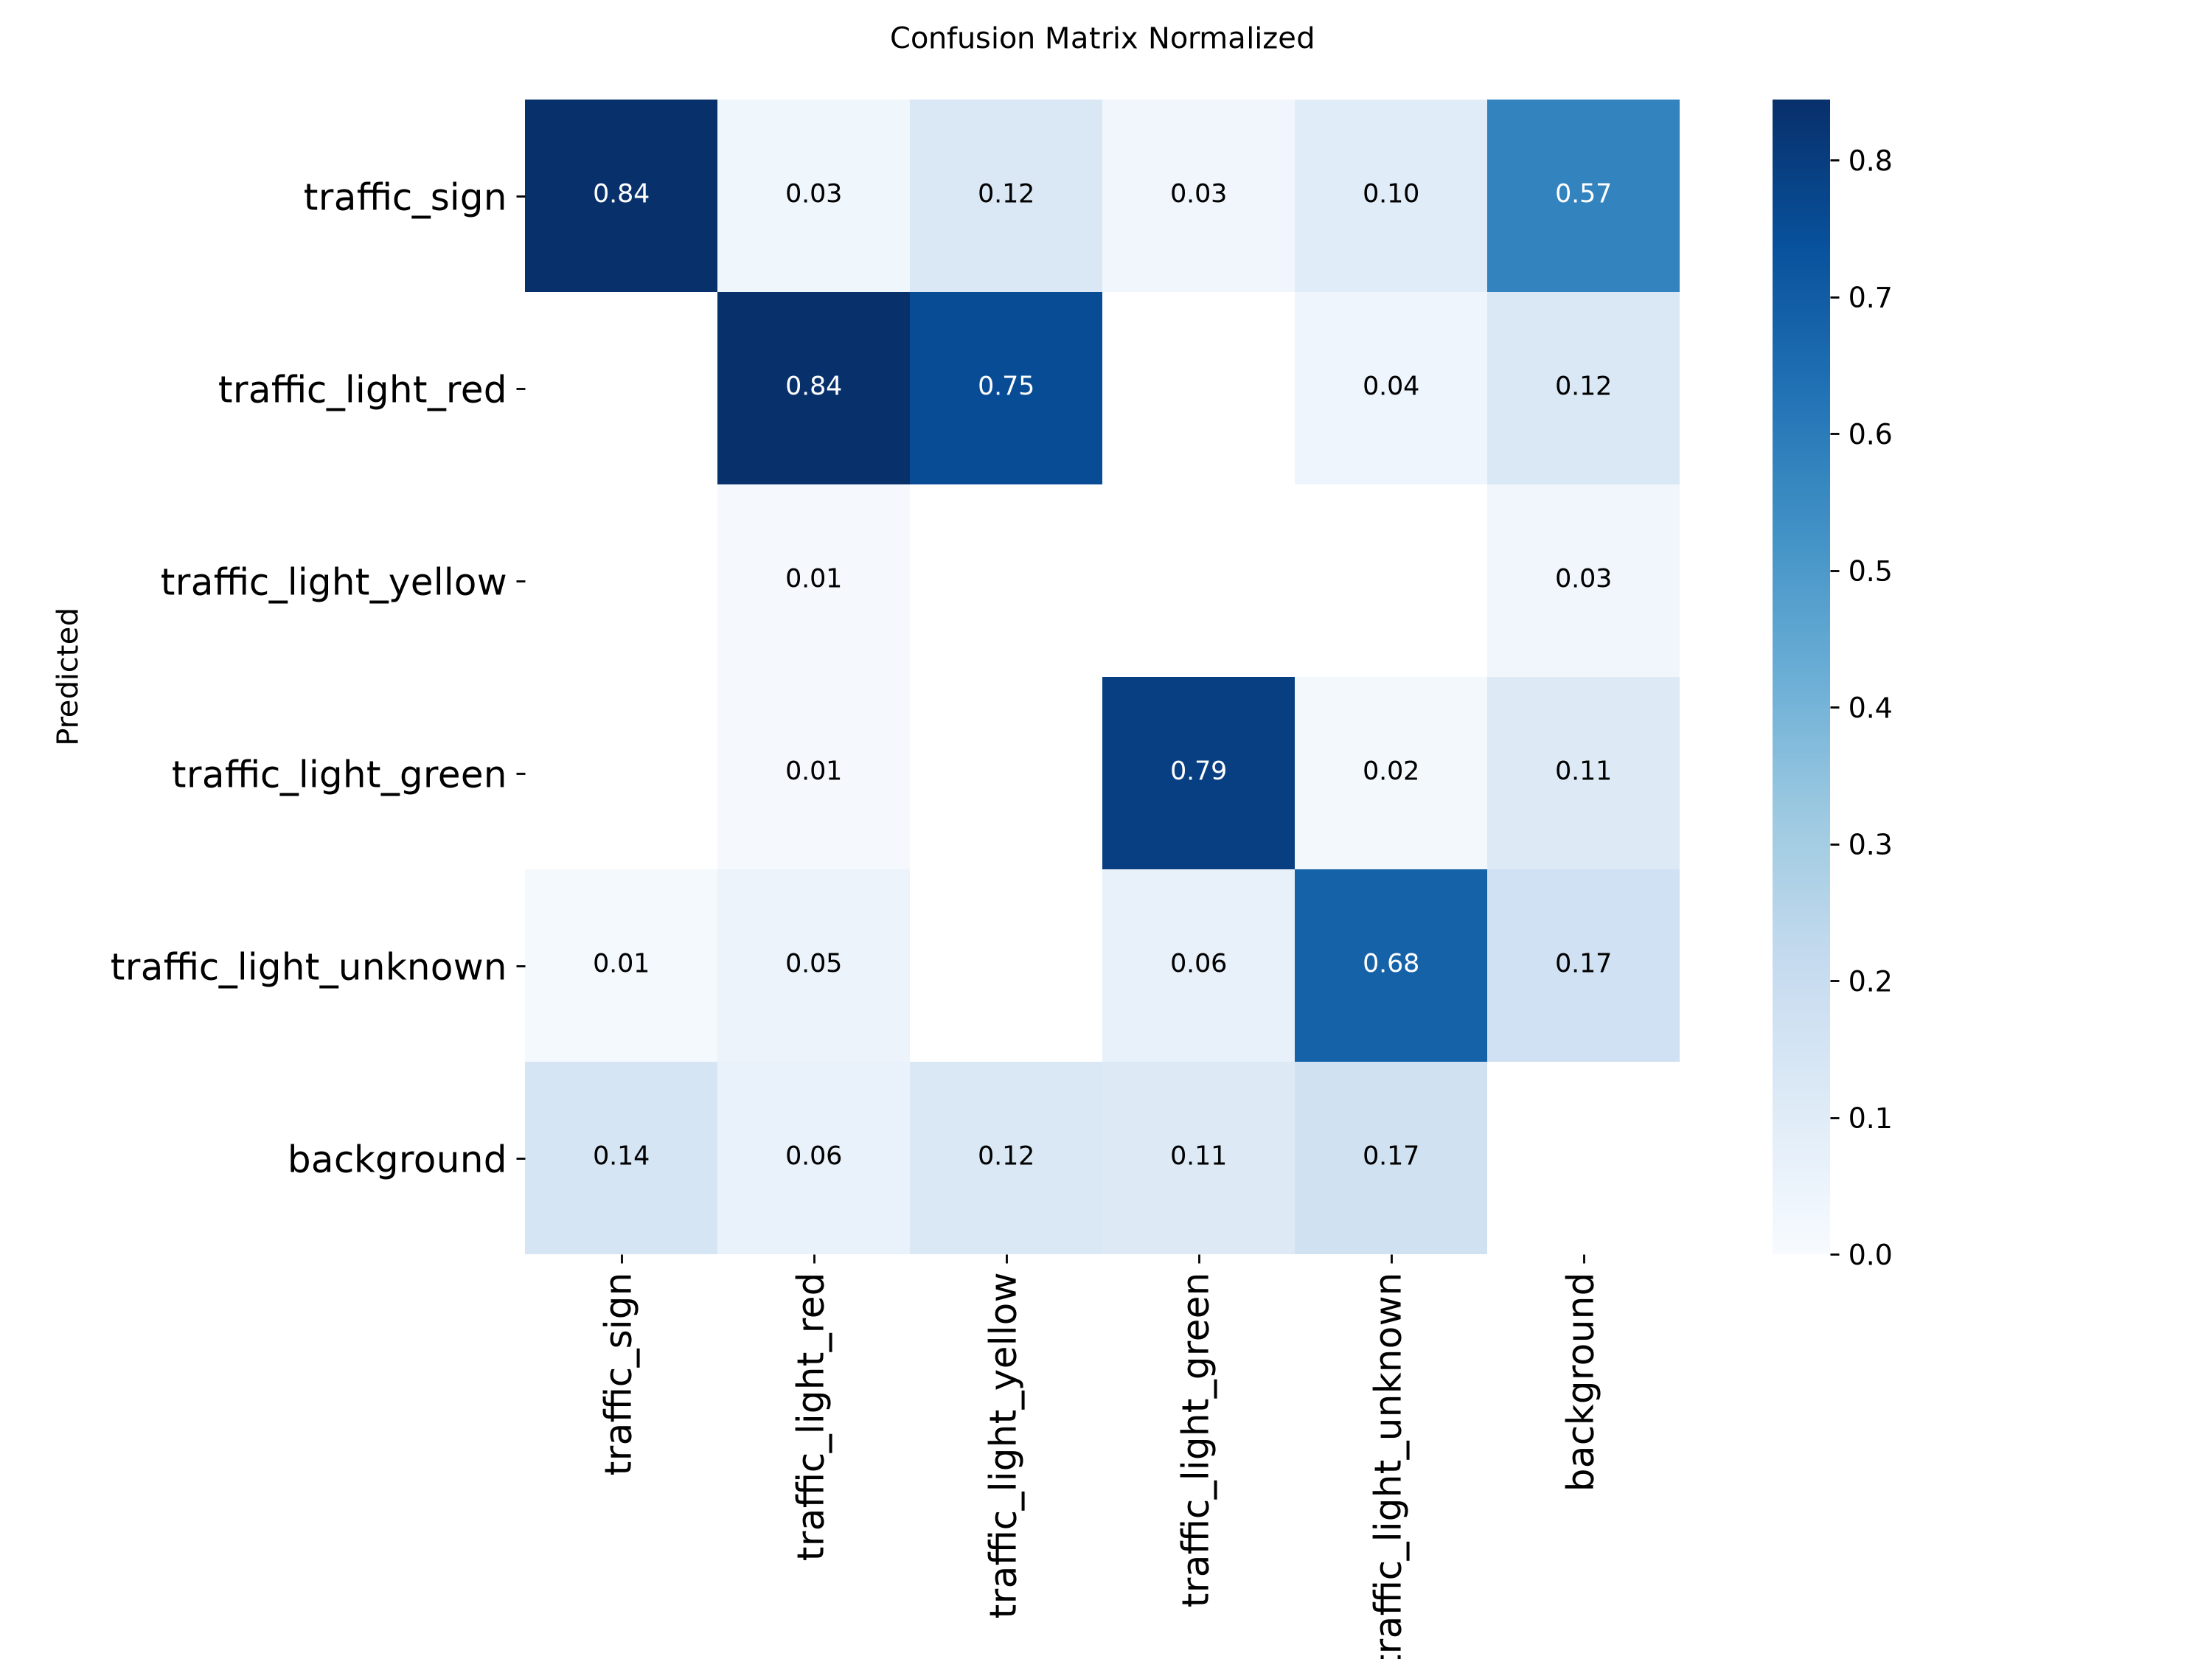 Confusion Matrix Normalized
Predicted
traffic_sign 0.84 0.03 0.12 0.03 0.10 0.57
traffic_light_red 0.84 0.75 0.04 0.12
traffic_light_yellow 0.01 0.03
traffic_light_green 0.01 0.79 0.02 0.11
traffic_light_unknown 0.01 0.05 0.06 0.68 0.17
background 0.14 0.06 0.12 0.11 0.17
traffic_sign
traffic_light_red
traffic_light_yellow
traffic_light_green
traffic_light_unknown
background
0.8
0.7
0.6
0.5
0.4
0.3
0.2
0.1
0.0